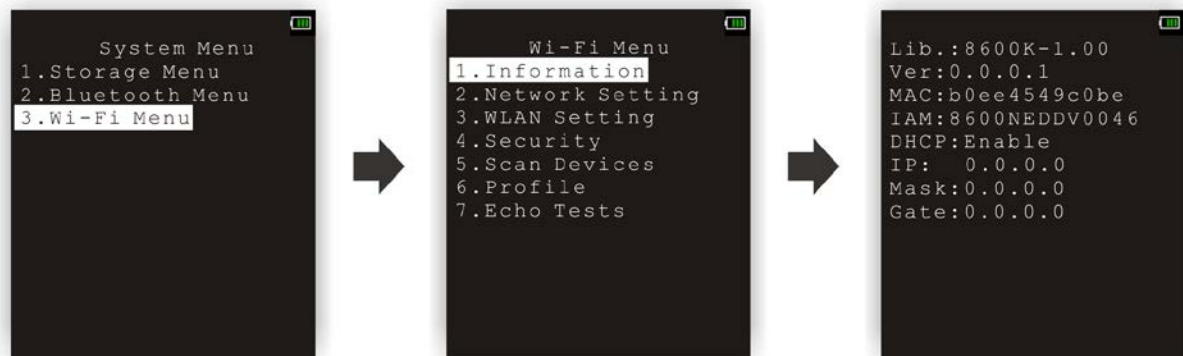 System Menu
1.Storage Menu
2.Bluetooth Menu
3.Wi-Fi Menu
Wi-Fi Menu
1.Information
2.Network Setting
3.WLAN Setting
4.Security
5.Scan Devices
6.Profile
7.Echo Tests
Lib.:8600K-1.00
Ver:0.0.0.1
MAC:b0ee4549c0be
IAM:8600NEDDV0046
DHCP:Enable
IP:  0.0.0.0
Mask:0.0.0.0
Gate:0.0.0.0